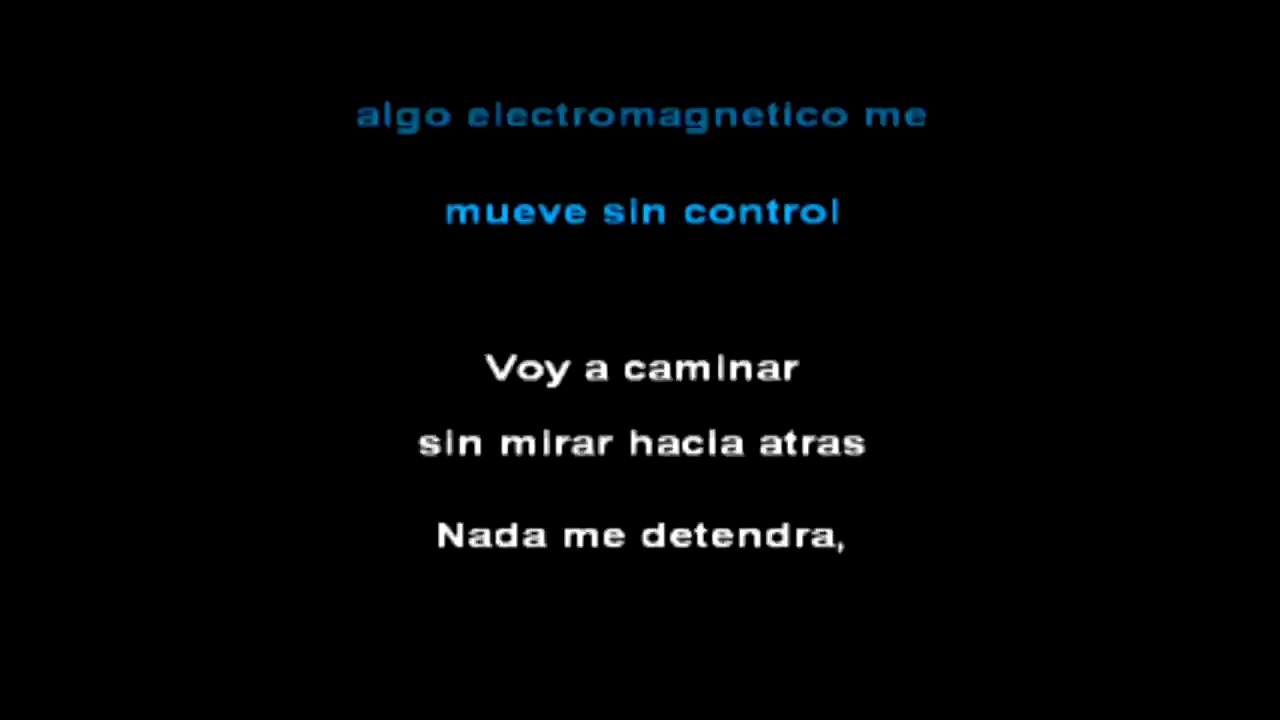 algo electromagnetico me
mueve sin control
Voy a caminar
sin mirar hacia atras
Nada me detendra,